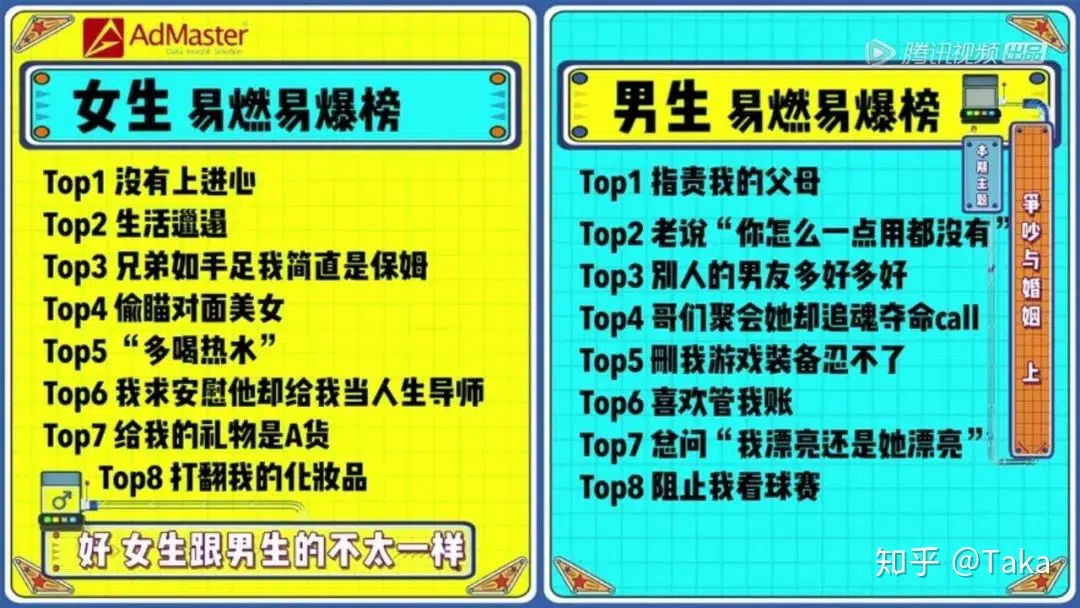 AdMaster
Data Insight Solution
女生 易燃易爆榜
Top1 沒有上进心
Top2 生活邋遢
Top3 兄弟如手足我简直是保姆
Top4 偷瞄对面美女
Top5 “多喝热水”
Top6 我求安慰他却给我当人生导师
Top7 给我的礼物是A货
Top8 打翻我的化妝品
好 女生跟男生的不太一样
腾讯视频 出品
男生 易燃易爆榜
本期主题
争吵与婚姻 上
Top1 指责我的父母
Top2 老说“你怎么一点用都沒有”
Top3 别人的男友多好多好
Top4 哥们聚会她却追魂夺命call
Top5 刪我游戏装备忍不了
Top6 喜欢管我账
Top7 总问“我漂亮还是她漂亮”
Top8 阻止我看球赛
知乎 @Taka